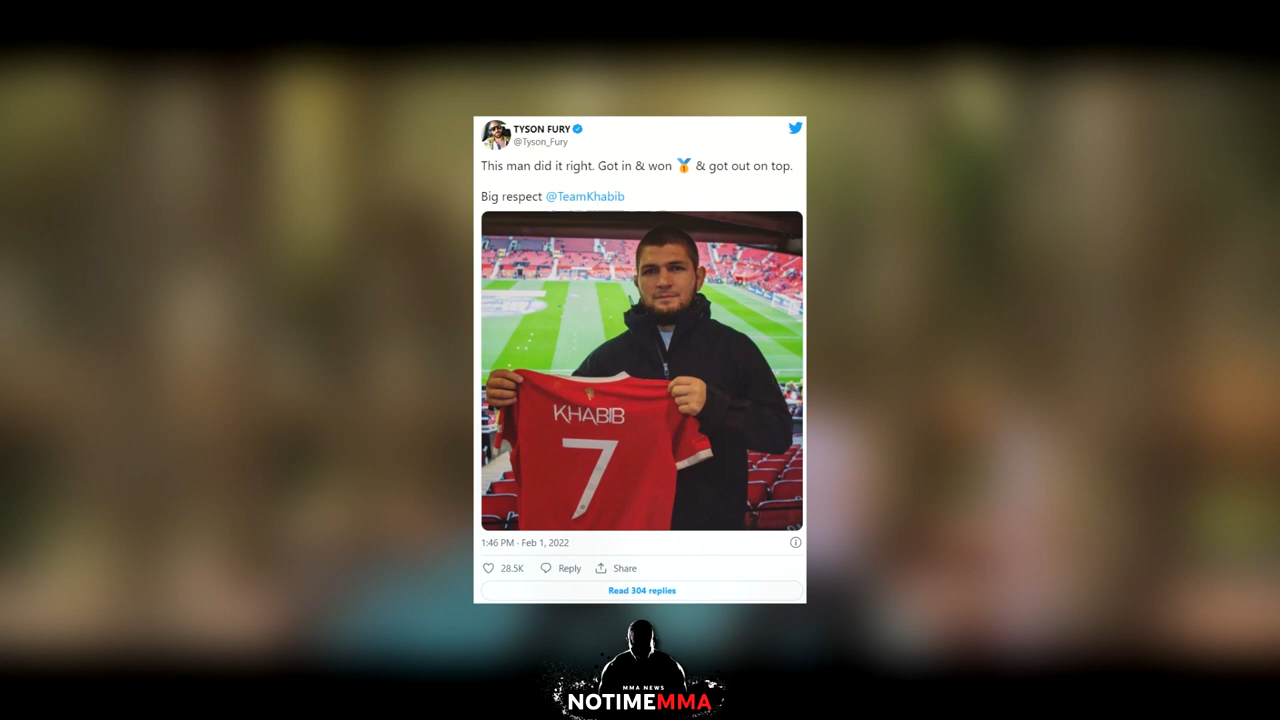 TYSON FURY
@Tyson_Fury
This man did it right. Got in & won 🥇 & got out on top.
Big respect @TeamKhabib
KHABIB
7
1:46 PM · Feb 1, 2022
28.5K Reply Share
Read 304 replies
MMA NEWS
NOTIMEMMA